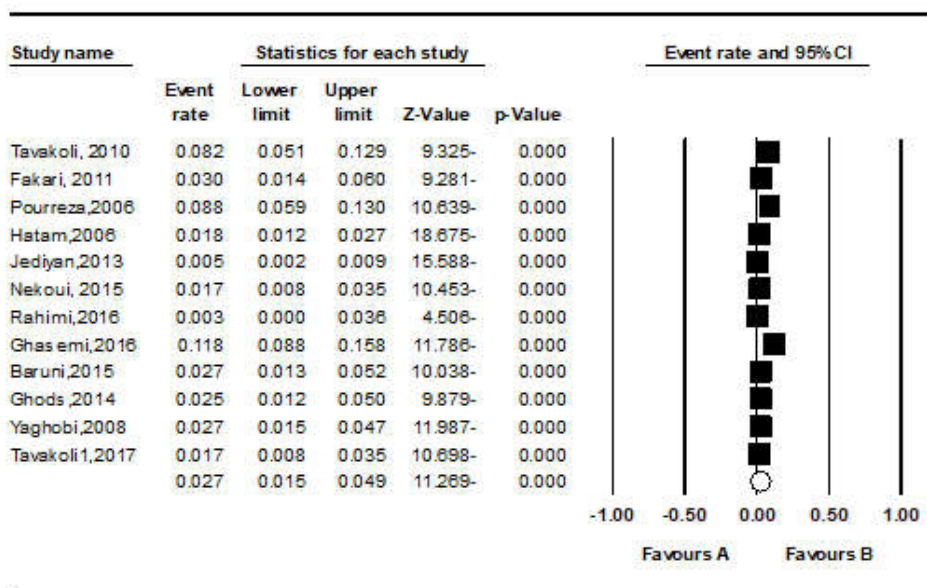 Study name Statistics for each study Event rate and 95% CI
Event Lower Upper
rate limit limit Z-Value p-Value
Tavakoli, 2010 0.082 0.051 0.129 9.325- 0.000
Fakari, 2011 0.030 0.014 0.060 9.281- 0.000
Pourreza,2006 0.088 0.059 0.130 10.639- 0.000
Hatam,2006 0.018 0.012 0.027 18.675- 0.000
Jediyan,2013 0.005 0.002 0.009 15.588- 0.000
Nekoui, 2015 0.017 0.008 0.035 10.453- 0.000
Rahimi,2016 0.003 0.000 0.036 4.506- 0.000
Ghasemi,2016 0.118 0.088 0.158 11.786- 0.000
Baruni,2015 0.027 0.013 0.052 10.038- 0.000
Ghods,2014 0.025 0.012 0.050 9.879- 0.000
Yaghobi,2008 0.027 0.015 0.047 11.987- 0.000
Tavakoli1,2017 0.017 0.008 0.035 10.698- 0.000
0.027 0.015 0.049 11.269- 0.000
-1.00 -0.50 0.00 0.50 1.00
Favours A Favours B